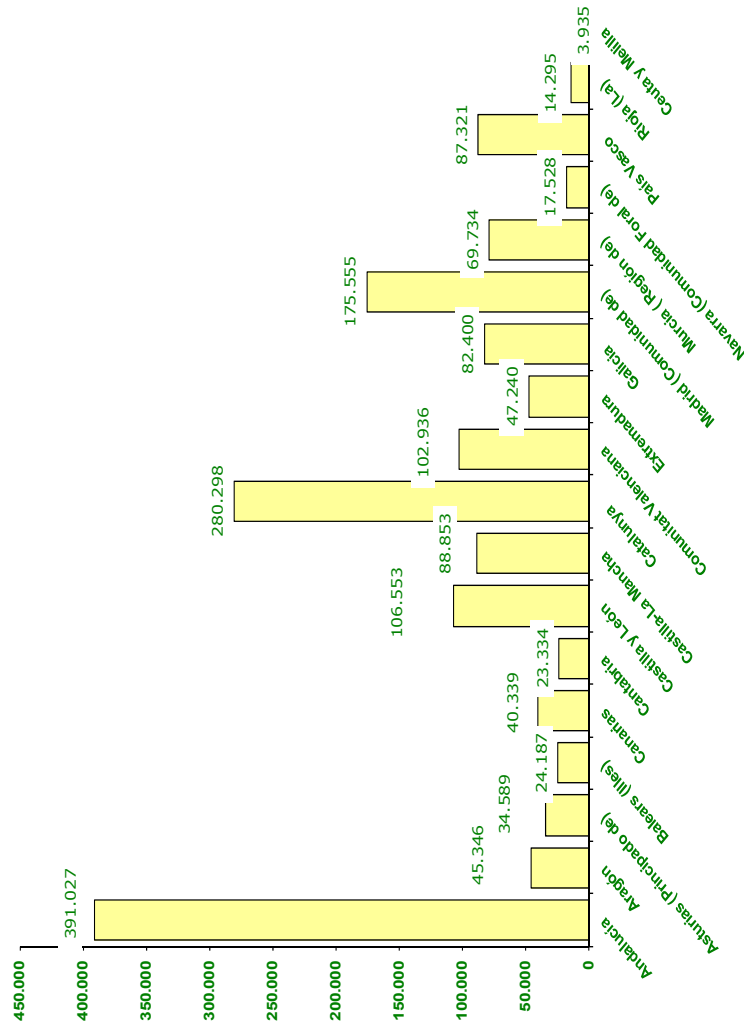 450.000
400.000
350.000
300.000
250.000
200.000
150.000
100.000
50.000
0
391.027
45.346
34.589
24.187
40.339
23.334
106.553
88.853
280.298
102.936
47.240
82.400
175.555
69.734
17.528
87.321
14.295
3.935
Andalucía
Aragón
Asturias (Principado de)
Balears (Illes)
Canarias
Cantabria
Castilla y León
Castilla-La Mancha
Catalunya
Comunitat Valenciana
Extremadura
Galicia
Madrid (Comunidad de)
Murcia ( Región de)
Navarra (Comunidad Foral de)
País Vasco
Rioja (La)
Ceuta y Melilla